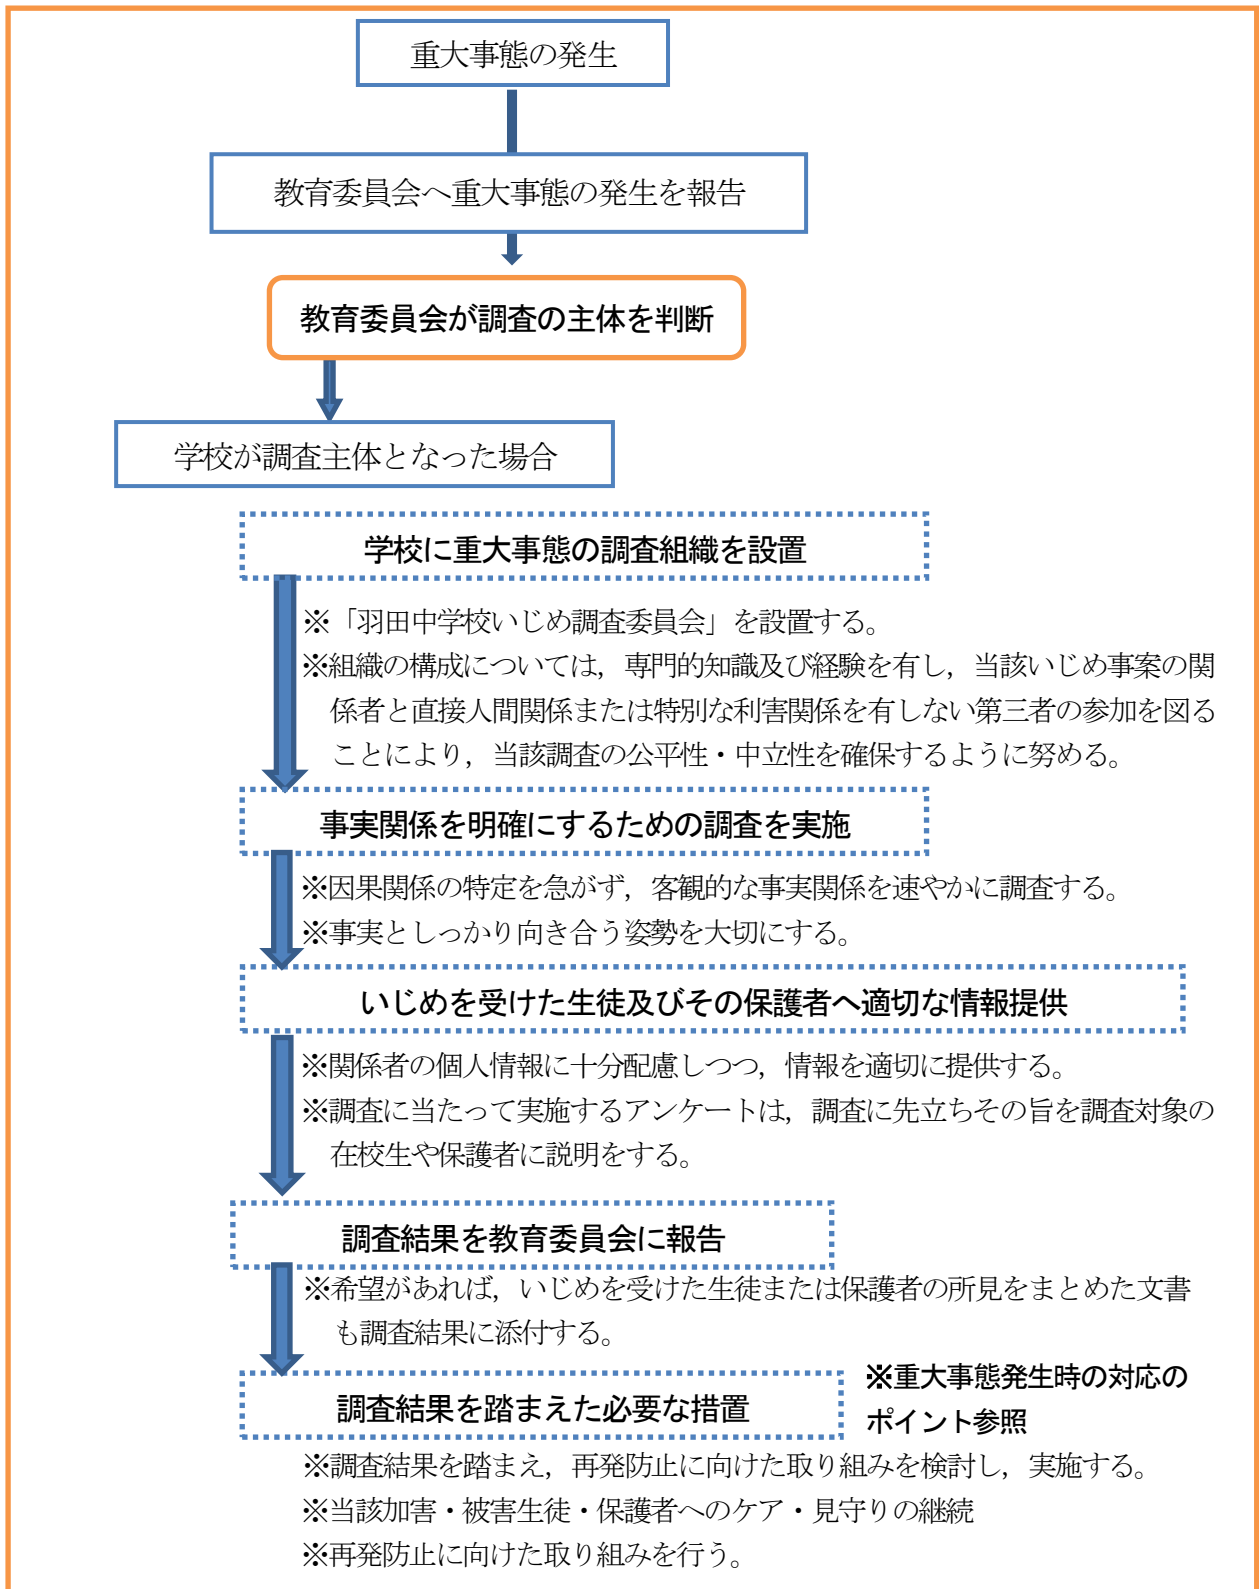 重大事態の発生
教育委員会へ重大事態の発生を報告
教育委員会が調査の主体を判断
学校が調査主体となった場合
学校に重大事態の調査組織を設置
※「羽田中学校いじめ調査委員会」を設置する。
※組織の構成については，専門的知識及び経験を有し，当該いじめ事案の関
係者と直接人間関係または特別な利害関係を有しない第三者の参加を図る
ことにより，当該調査の公平性・中立性を確保するように努める。
事実関係を明確にするための調査を実施
※因果関係の特定を急がず，客観的な事実関係を速やかに調査する。
※事実としっかり向き合う姿勢を大切にする。
いじめを受けた生徒及びその保護者へ適切な情報提供
※関係者の個人情報に十分配慮しつつ，情報を適切に提供する。
※調査に当たって実施するアンケートは，調査に先立ちその旨を調査対象の
在校生や保護者に説明をする。
調査結果を教育委員会に報告
※希望があれば，いじめを受けた生徒または保護者の所見をまとめた文書
も調査結果に添付する。
調査結果を踏まえた必要な措置
※重大事態発生時の対応の
ポイント参照
※調査結果を踏まえ，再発防止に向けた取り組みを検討し，実施する。
※当該加害・被害生徒・保護者へのケア・見守りの継続
※再発防止に向けた取り組みを行う。